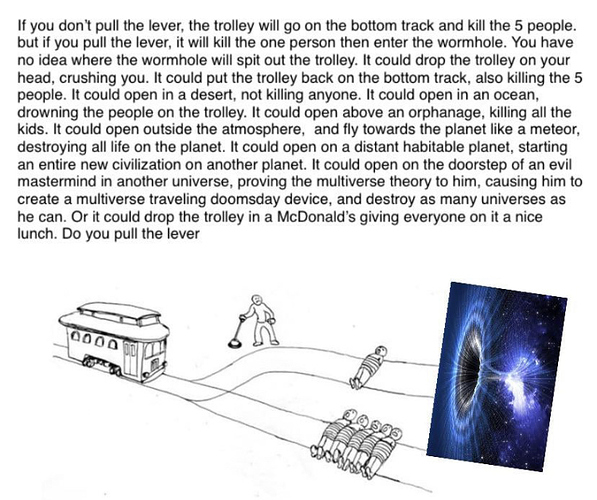 If you don't pull the lever, the trolley will go on the bottom track and kill the 5 people.
but if you pull the lever, it will kill the one person then enter the wormhole. You have
no idea where the wormhole will spit out the trolley. It could drop the trolley on your
head, crushing you. It could put the trolley back on the bottom track, also killing the 5
people. It could open in a desert, not killing anyone. It could open in an ocean,
drowning the people on the trolley. It could open above an orphanage, killing all the
kids. It could open outside the atmosphere,  and fly towards the planet like a meteor,
destroying all life on the planet. It could open on a distant habitable planet, starting
an entire new civilization on another planet. It could open on the doorstep of an evil
mastermind in another universe, proving the multiverse theory to him, causing him to
create a multiverse traveling doomsday device, and destroy as many universes as
he can. Or it could drop the trolley in a McDonald's giving everyone on it a nice
lunch. Do you pull the lever